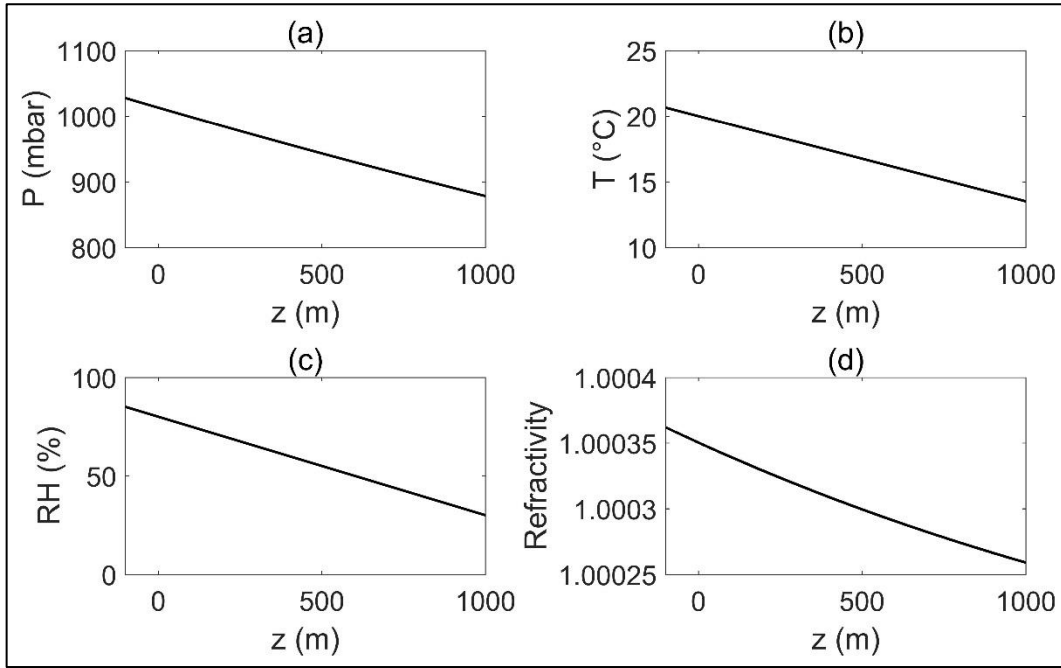 (a)
1100
1000
900
800
P (mbar)
0 500 1000
z (m)
(b)
25
20
15
10
T (°C)
0 500 1000
z (m)
(c)
100
50
0
RH (%)
0 500 1000
z (m)
(d)
1.0004
1.00035
1.0003
1.00025
Refractivity
0 500 1000
z (m)